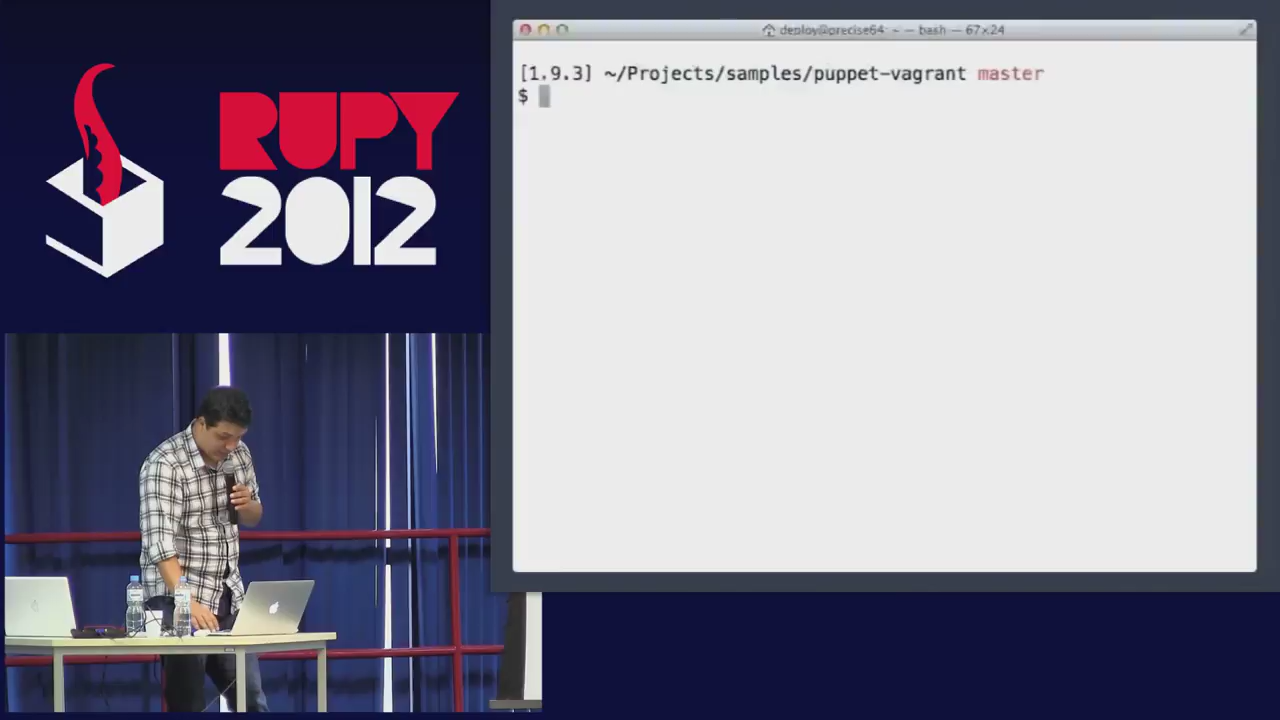 RUPY
2012
deploy@precise64: ~ — bash — 67×24
[1.9.3] ~/Projects/samples/puppet-vagrant master
$